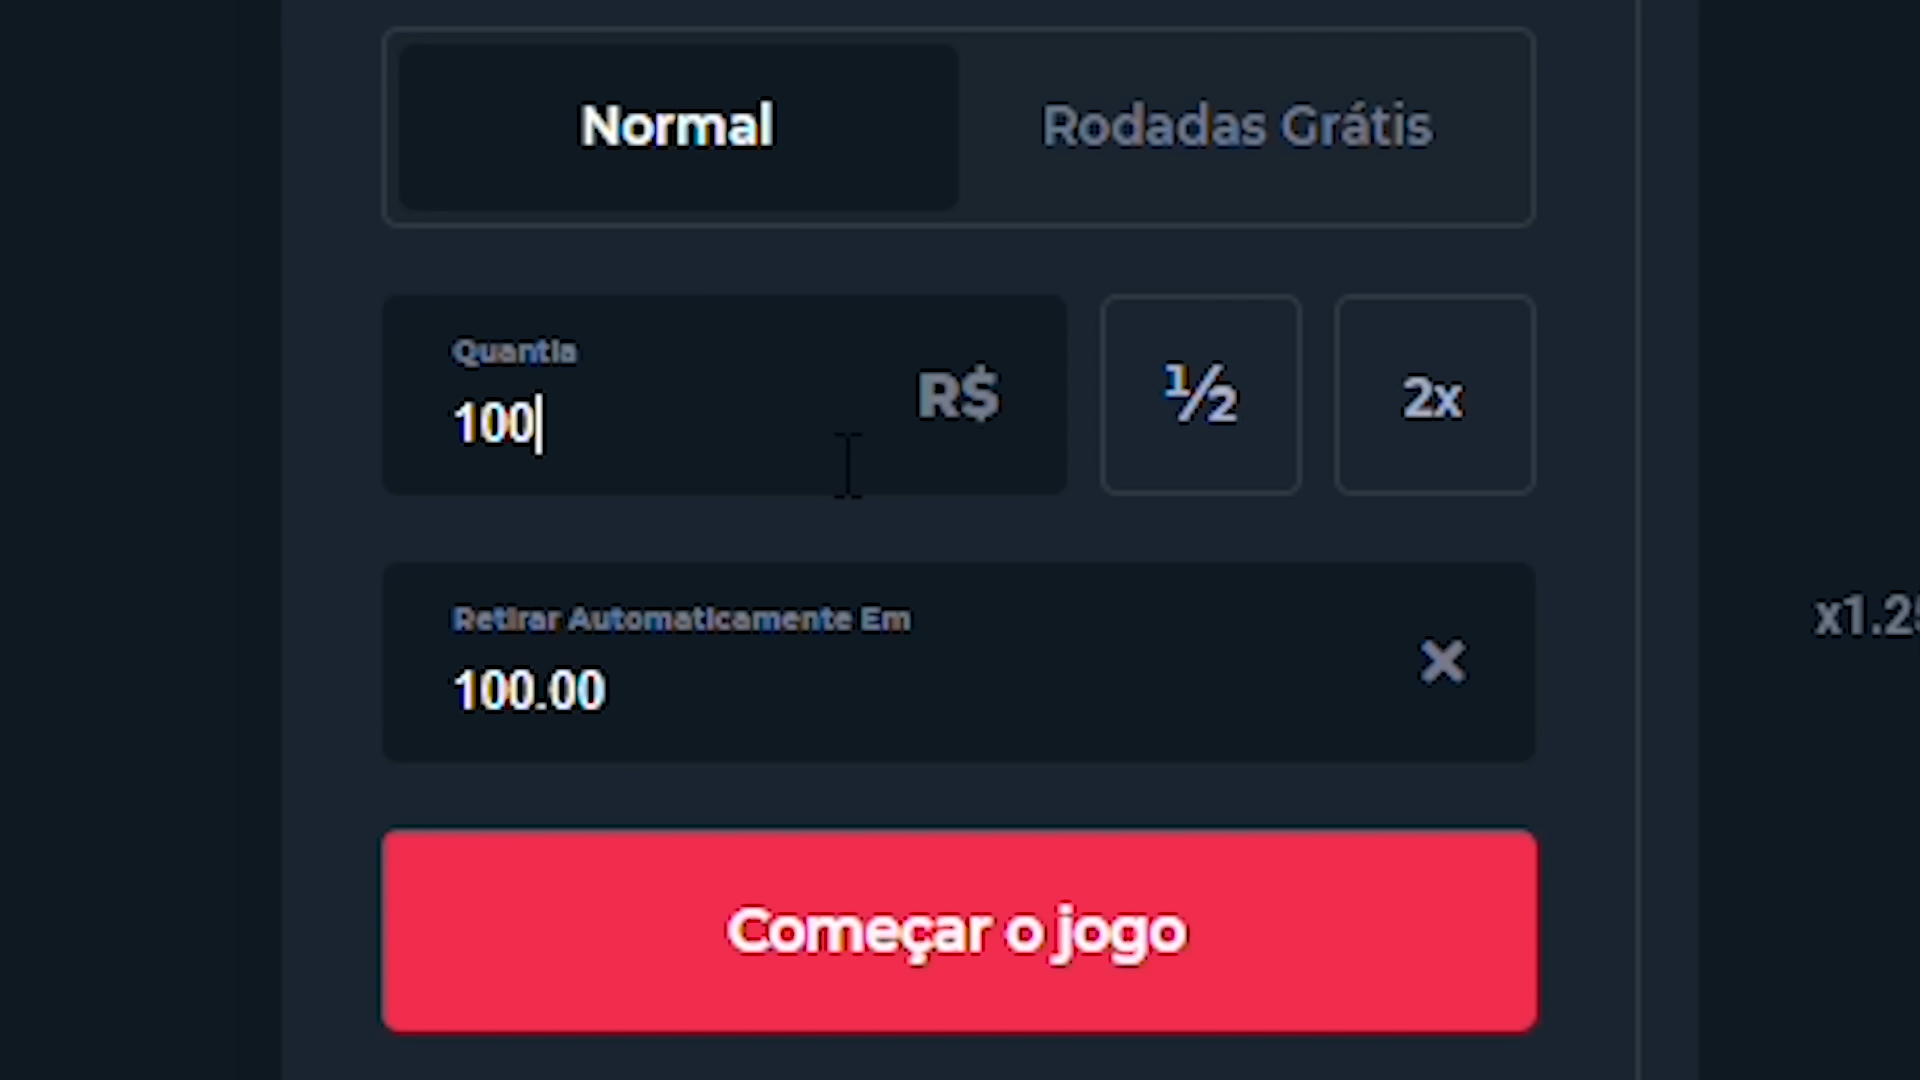 Normal
Rodadas Grátis
Quantia
100
R$
½
2x
Retirar Automaticamente Em
100.00
×
Começar o jogo